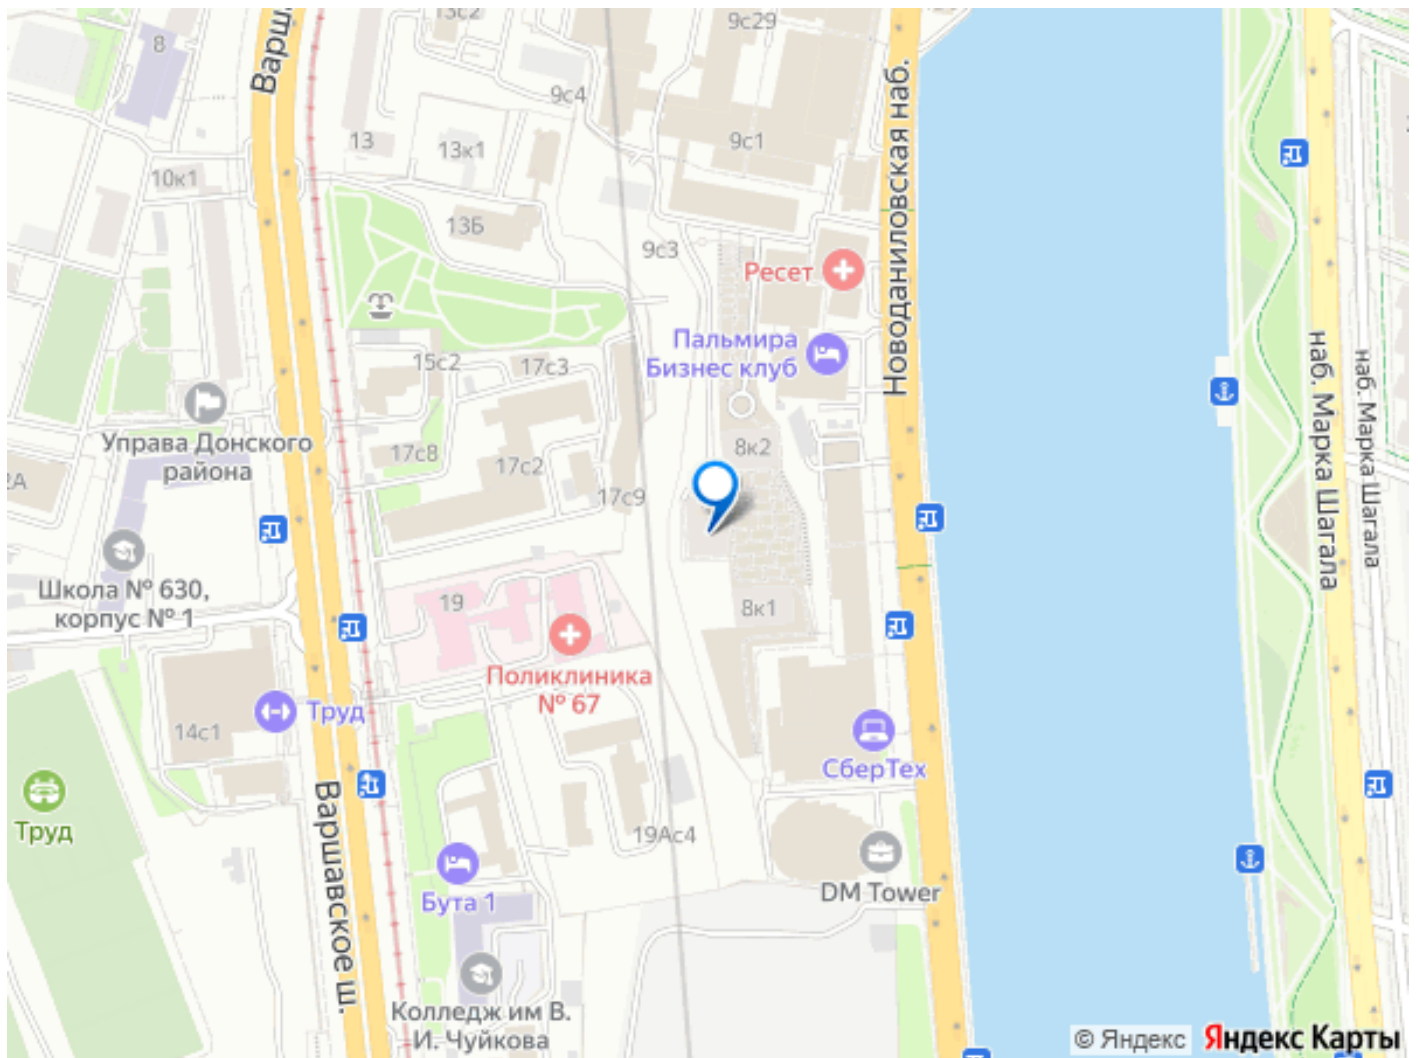 13с2
9с29
8
Варш
9с4
13
13к1
9с1
10к1
13Б
9с3
Новоданиловская наб.
Ресет
Пальмира
Бизнес клуб
15с2
17с3
наб. Марка Шагала
наб. Марка Шагала
Управа Донского
района
17с8
17с2
8к2
2А
17с9
Школа № 630,
корпус № 1
19
8к1
Поликлиника
№ 67
Труд
14с1
СберТех
Варшавское ш.
Труд
19Ас4
Бута 1
DM Tower
Колледж им В.
И. Чуйкова
© Яндекс
Яндекс Карты